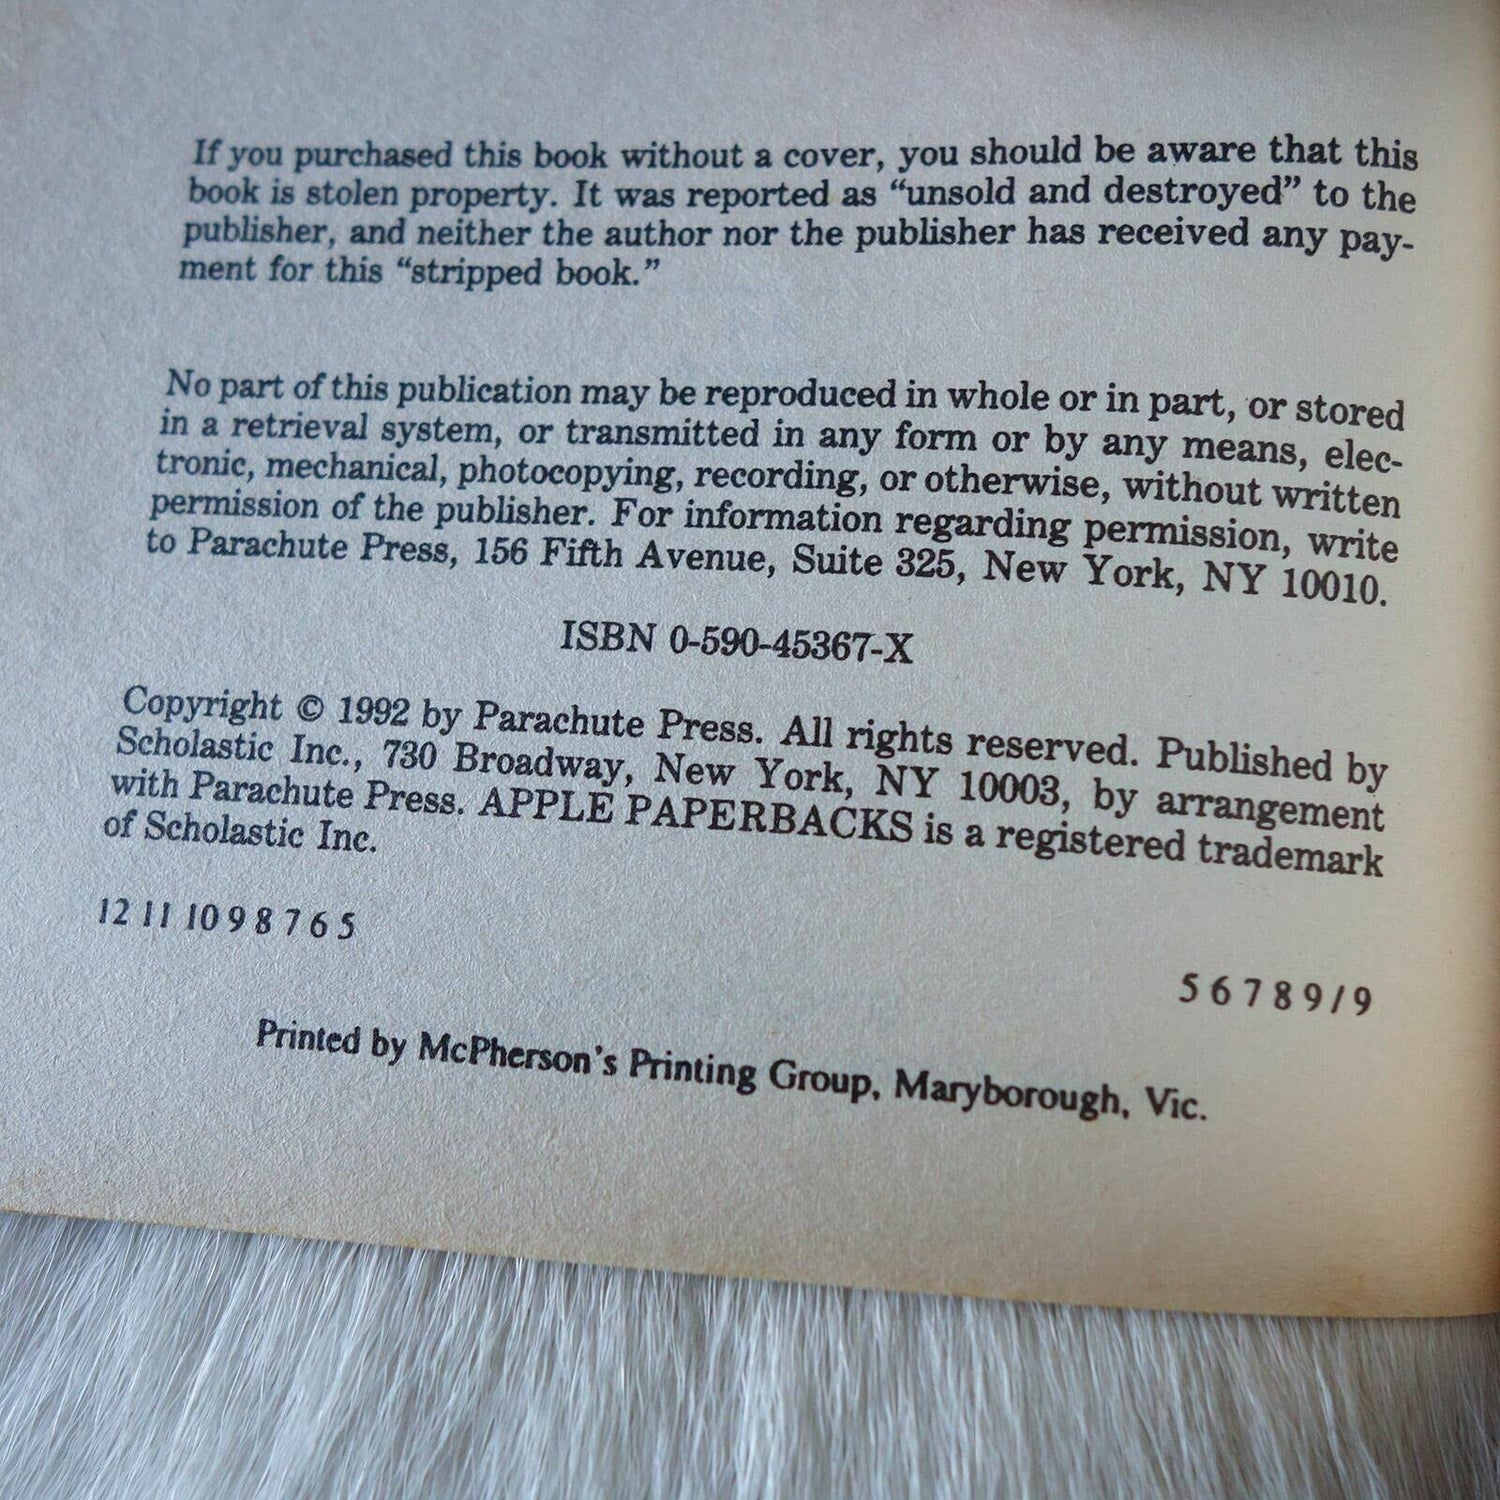 If you purchased this book without a cover, you should be aware that this
book is stolen property. It was reported as “unsold and destroyed” to the
publisher, and neither the author nor the publisher has received any pay-
ment for this “stripped book.”
No part of this publication may be reproduced in whole or in part, or stored
in a retrieval system, or transmitted in any form or by any means, elec-
tronic, mechanical, photocopying, recording, or otherwise, without written
permission of the publisher. For information regarding permission, write
to Parachute Press, 156 Fifth Avenue, Suite 325, New York, NY 10010.
ISBN 0-590-45367-X
Copyright © 1992 by Parachute Press. All rights reserved. Published by
Scholastic Inc., 730 Broadway, New York, NY 10003, by arrangement
with Parachute Press. APPLE PAPERBACKS is a registered trademark
of Scholastic Inc.
12 11 10 9 8 7 6 5
5 6 7 8 9 / 9
Printed by McPherson's Printing Group, Maryborough, Vic.